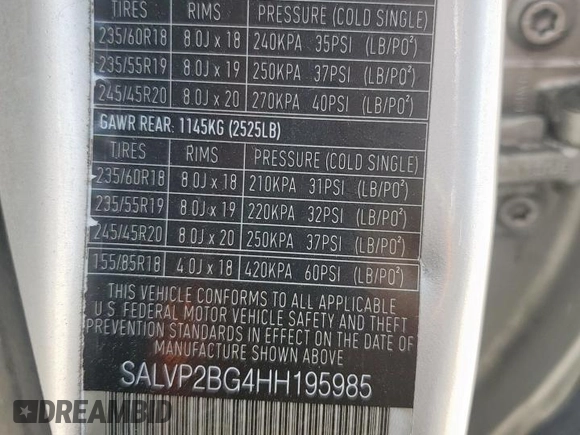 TIRES RIMS PRESSURE (COLD SINGLE)
235/60R18 8.0J x 18 240KPA 35PSI (LB/PO²)
235/55R19 8.0J x 19 250KPA 37PSI (LB/PO²)
245/45R20 8.0J x 20 270KPA 40PSI (LB/PO²)
GAWR REAR: 1145KG (2525LB)
TIRES RIMS PRESSURE (COLD SINGLE)
235/60R18 8.0J x 18 210KPA 31PSI (LB/PO²)
235/55R19 8.0J x 19 220KPA 32PSI (LB/PO²)
245/45R20 8.0J x 20 250KPA 37PSI (LB/PO²)
155/85R18 4.0J x 18 420KPA 60PSI (LB/PO²)
THIS VEHICLE CONFORMS TO ALL APPLICABLE
U.S. FEDERAL MOTOR VEHICLE SAFETY AND THEFT
PREVENTION STANDARDS IN EFFECT ON THE DATE
OF MANUFACTURE SHOWN ABOVE.
SALVP2BG4HH195985
DREAMBID